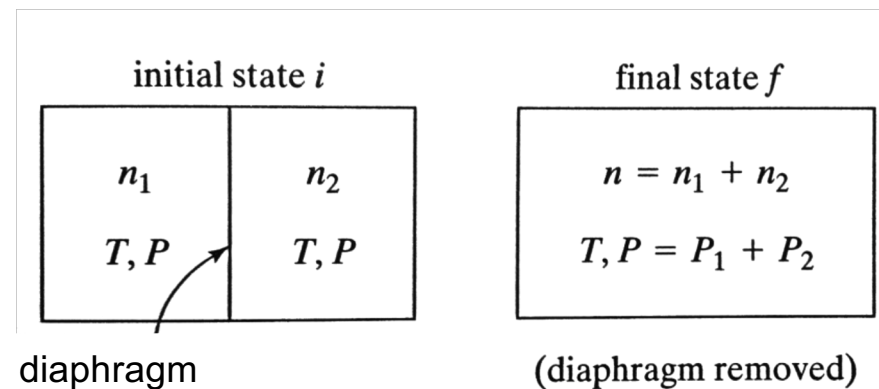 initial state i
final state f
n₁
n₂
n = n₁ + n₂
T, P
T, P
T, P = P₁ + P₂
diaphragm
(diaphragm removed)